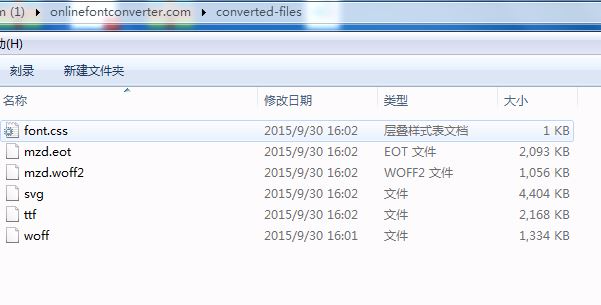 (1) onlinefontconverter.com converted-files
(H)
刻录 新建文件夹
名称 修改日期 类型 大小
font.css 2015/9/30 16:02 层叠样式表文档 1 KB
mzd.eot 2015/9/30 16:02 EOT 文件 2,093 KB
mzd.woff2 2015/9/30 16:02 WOFF2 文件 1,056 KB
svg 2015/9/30 16:02 文件 4,404 KB
ttf 2015/9/30 16:02 文件 2,168 KB
woff 2015/9/30 16:01 文件 1,334 KB